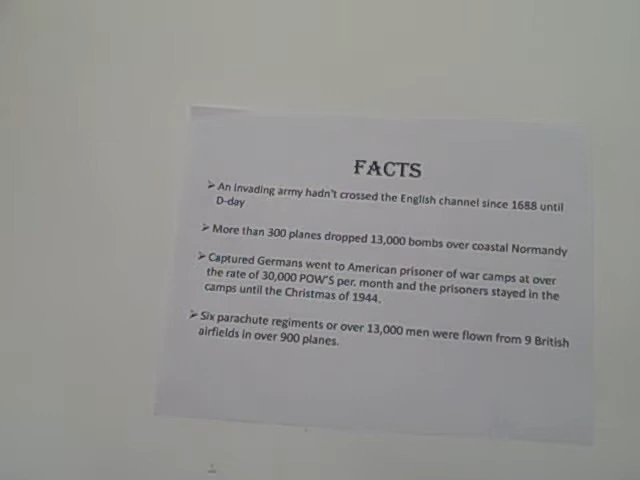 FACTS
➢ An invading army hadn't crossed the English channel since 1688 until
D-day
➢ More than 300 planes dropped 13,000 bombs over coastal Normandy
➢ Captured Germans went to American prisoner of war camps at over
the rate of 30,000 POW'S per. month and the prisoners stayed in the
camps until the Christmas of 1944.
➢ Six parachute regiments or over 13,000 men were flown from 9 British
airfields in over 900 planes.